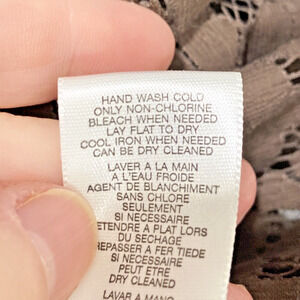 HAND WASH COLD
ONLY NON-CHLORINE
BLEACH WHEN NEEDED
LAY FLAT TO DRY
COOL IRON WHEN NEEDED
CAN BE DRY CLEANED
LAVER A LA MAIN
A L'EAU FROIDE
AGENT DE BLANCHIMENT
SANS CHLORE
SEULEMENT
SI NECESSAIRE
ETENDRE A PLAT LORS
DU SECHAGE
REPASSER A FER TIEDE
SI NECESSAIRE
PEUT ETRE
DRY CLEANED
LAVAR A MANO